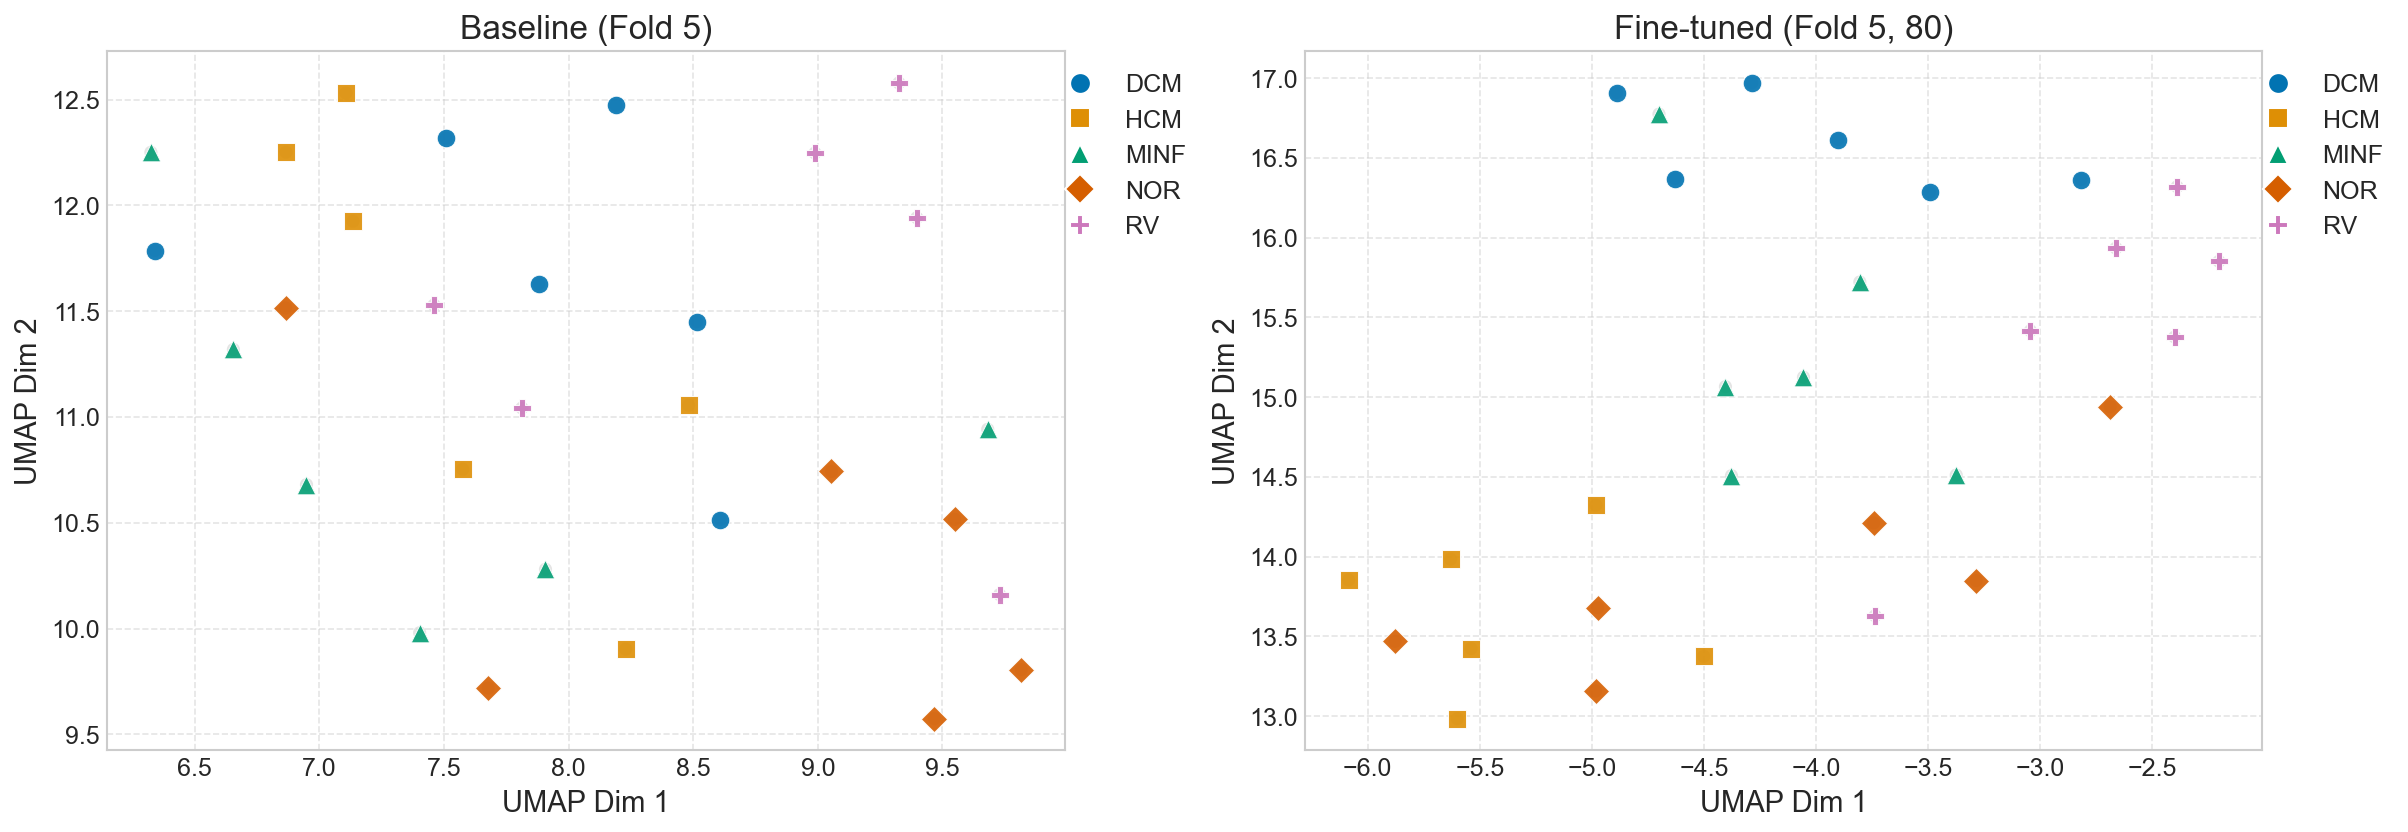 Baseline (Fold 5)
UMAP Dim 2
12.5
12.0
11.5
11.0
10.5
10.0
9.5
6.5 7.0 7.5 8.0 8.5 9.0 9.5
UMAP Dim 1
DCM
HCM
MINF
NOR
RV
Fine-tuned (Fold 5, 80)
UMAP Dim 2
17.0
16.5
16.0
15.5
15.0
14.5
14.0
13.5
13.0
−6.0 −5.5 −5.0 −4.5 −4.0 −3.5 −3.0 −2.5
UMAP Dim 1
DCM
HCM
MINF
NOR
RV